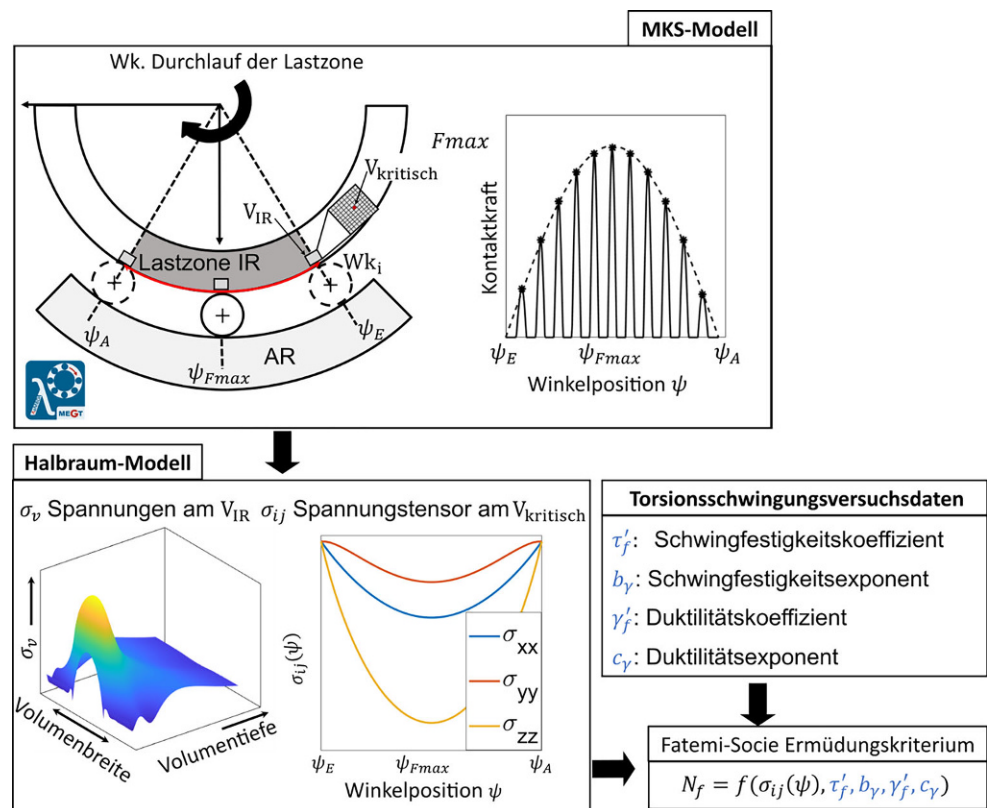 MKS-Modell
Wk. Durchlauf der Lastzone
V_kritisch
V_IR
Lastzone IR
Wk_i
ψ_A
ψ_E
AR
ψ_Fmax
λ
MEGT
Fmax
Kontaktkraft
ψ_E ψ_Fmax ψ_A
Winkelposition ψ
Halbraum-Modell
σ_v Spannungen am V_IR σ_ij Spannungstensor am V_kritisch
σ_v
Volumenbreite
Volumentiefe
σ_ij(ψ)
σ_xx
σ_yy
σ_zz
ψ_E ψ_Fmax ψ_A
Winkelposition ψ
Torsionsschwingungsversuchsdaten
τ′_f: Schwingfestigkeitskoeffizient
b_γ: Schwingfestigkeitsexponent
γ′_f: Duktilitätskoeffizient
c_γ: Duktilitätsexponent
Fatemi-Socie Ermüdungskriterium
N_f = f(σ_ij(ψ), τ′_f, b_γ, γ′_f, c_γ)